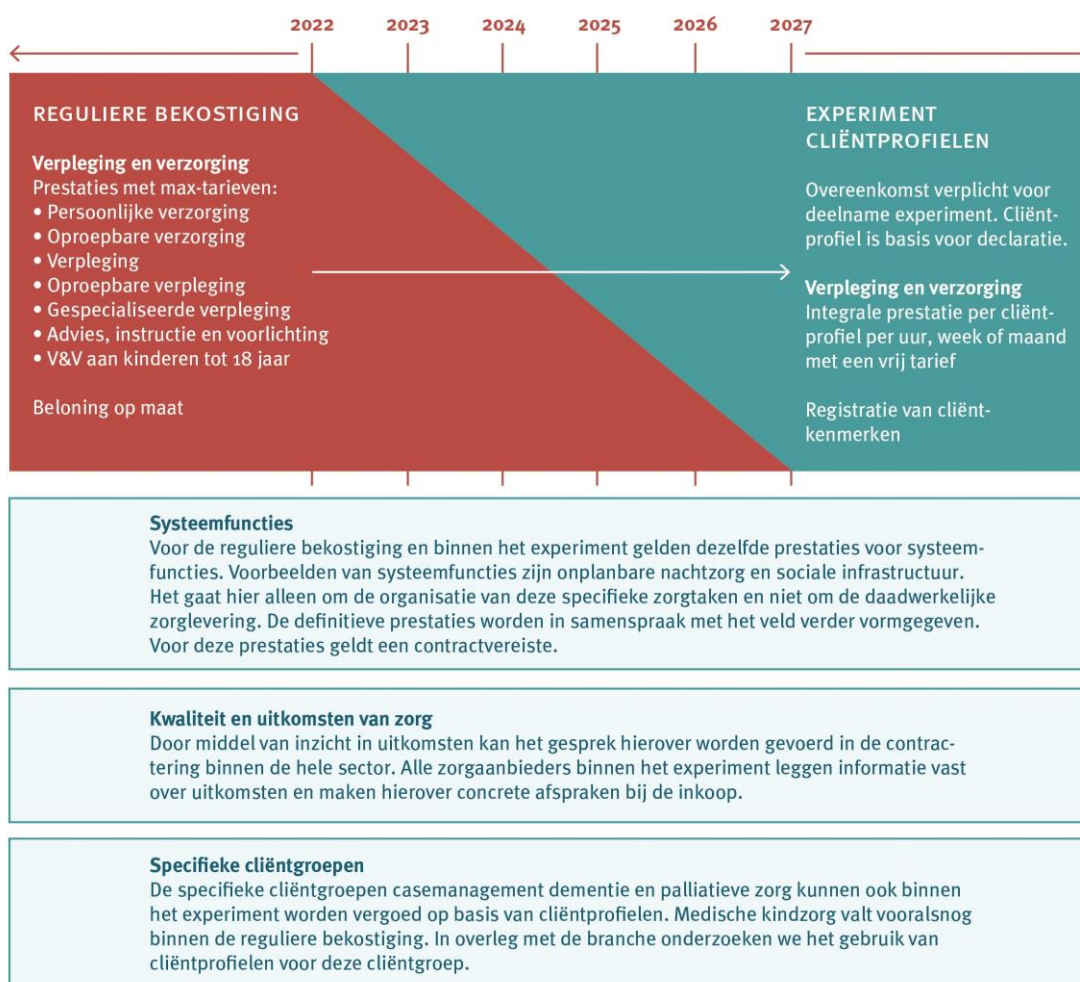 2022 2023 2024 2025 2026 2027
REGULIERE BEKOSTIGING
Verpleging en verzorging
Prestaties met max-tarieven:
• Persoonlijke verzorging
• Oproepbare verzorging
• Verpleging
• Oproepbare verpleging
• Gespecialiseerde verpleging
• Advies, instructie en voorlichting
• V&V aan kinderen tot 18 jaar
Beloning op maat
EXPERIMENT
CLIËNTPROFIELEN
Overeenkomst verplicht voor
deelname experiment. Cliënt-
profiel is basis voor declaratie.
Verpleging en verzorging
Integrale prestatie per cliënt-
profiel per uur, week of maand
met een vrij tarief
Registratie van cliënt-
kenmerken
Systeemfuncties
Voor de reguliere bekostiging en binnen het experiment gelden dezelfde prestaties voor systeem-
functies. Voorbeelden van systeemfuncties zijn onplanbare nachtzorg en sociale infrastructuur.
Het gaat hier alleen om de organisatie van deze specifieke zorgtaken en niet om de daadwerkelijke
zorglevering. De definitieve prestaties worden in samenspraak met het veld verder vormgegeven.
Voor deze prestaties geldt een contractvereiste.
Kwaliteit en uitkomsten van zorg
Door middel van inzicht in uitkomsten kan het gesprek hierover worden gevoerd in de contrac-
tering binnen de hele sector. Alle zorgaanbieders binnen het experiment leggen informatie vast
over uitkomsten en maken hierover concrete afspraken bij de inkoop.
Specifieke cliëntgroepen
De specifieke cliëntgroepen casemanagement dementie en palliatieve zorg kunnen ook binnen
het experiment worden vergoed op basis van cliëntprofielen. Medische kindzorg valt vooralsnog
binnen de reguliere bekostiging. In overleg met de branche onderzoeken we het gebruik van
cliëntprofielen voor deze cliëntgroep.